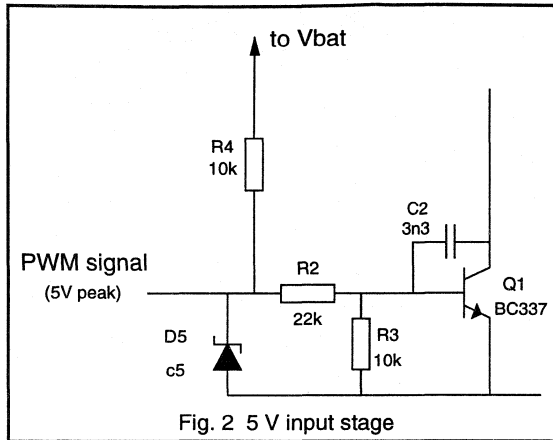 to Vbat
R4
10k
C2
3n3
PWM signal
(5V peak)
R2
22k
Q1
BC337
D5
c5
R3
10k
Fig. 2 5 V input stage